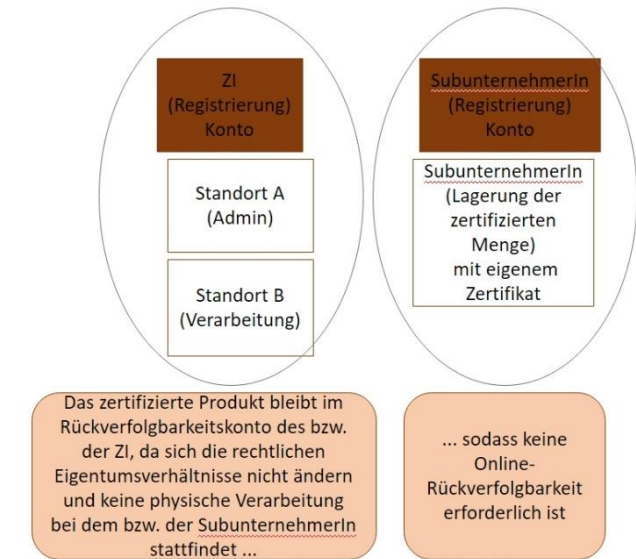 ZI
(Registrierung)
Konto
Standort A
(Admin)
Standort B
(Verarbeitung)
SubunternehmerIn
(Registrierung)
Konto
SubunternehmerIn
(Lagerung der
zertifizierten
Menge)
mit eigenem
Zertifikat
Das zertifizierte Produkt bleibt im
Rückverfolgbarkeitskonto des bzw.
der ZI, da sich die rechtlichen
Eigentumsverhältnisse nicht ändern
und keine physische Verarbeitung
bei dem bzw. der SubunternehmerIn
stattfindet ...
... sodass keine
Online-
Rückverfolgbarkeit
erforderlich ist